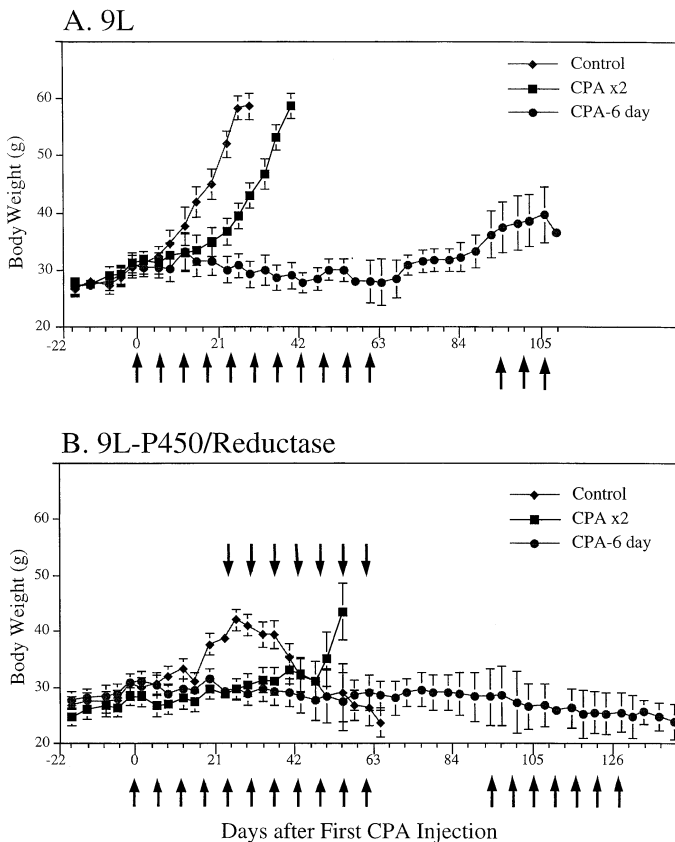 A. 9L
Control
CPA x2
CPA-6 day
Body Weight (g)
60
50
40
30
20
-22 0 21 42 63 84 105
B. 9L-P450/Reductase
Control
CPA x2
CPA-6 day
Body Weight (g)
60
50
40
30
20
-22 0 21 42 63 84 105 126
Days after First CPA Injection